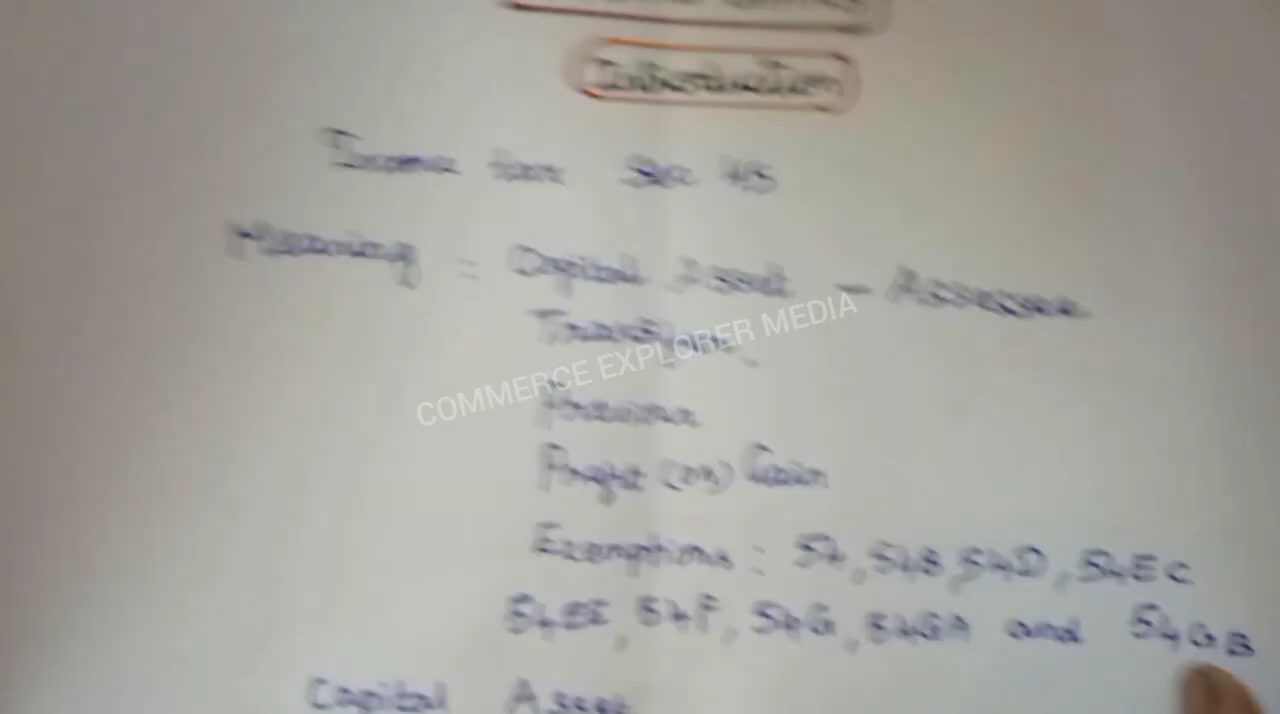 Introduction
Income tax Sec 45
Meaning = Capital Asset - Assessee
Transfer
Previous
Profit (or) Gain
Exemptions : 54, 54B, 54D, 54EC
54EE, 54F, 54G, 54GA and 54GB
Capital Asset
COMMERCE EXPLORER MEDIA